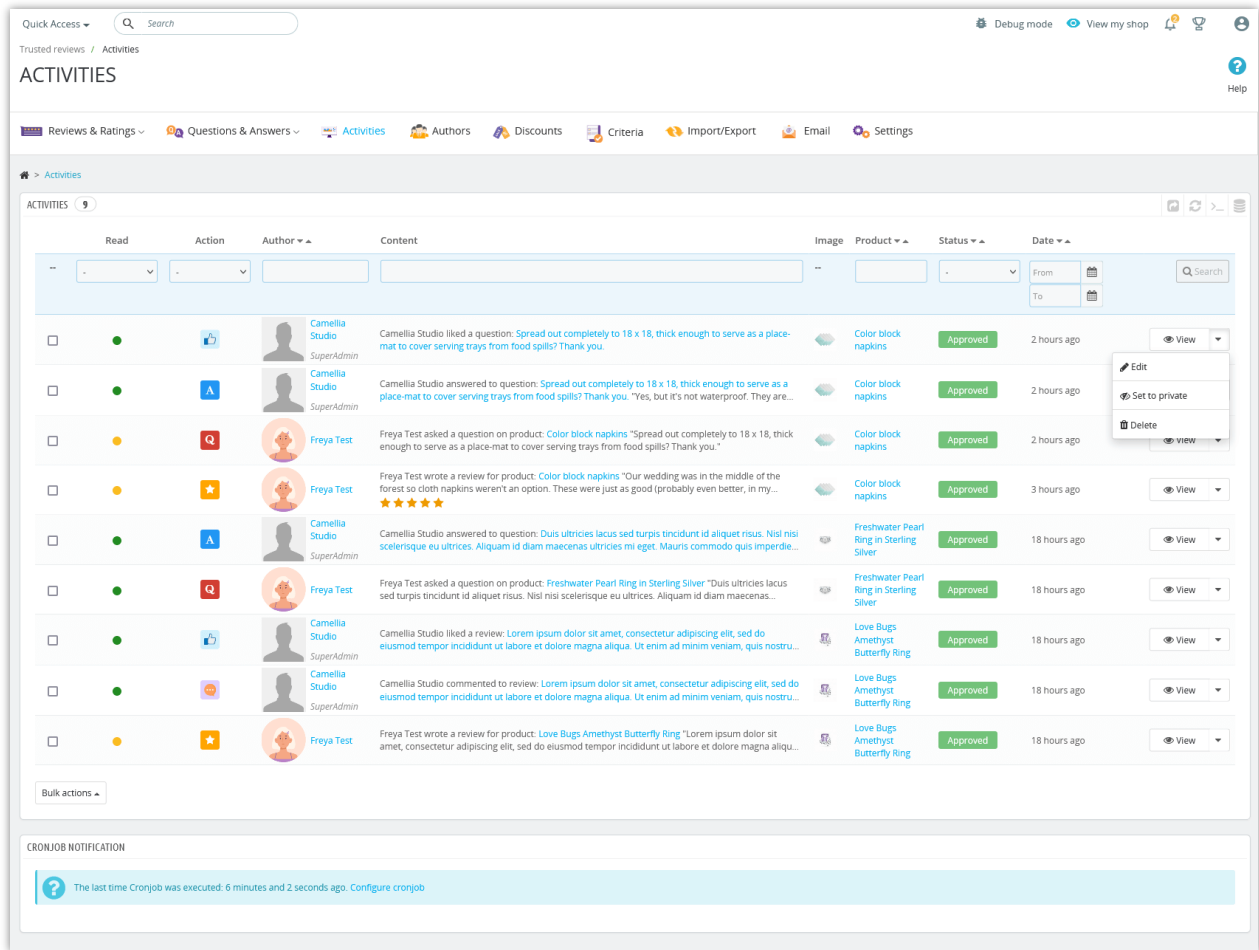 Quick Access
Search
Debug mode
View my shop
2
Trusted reviews / Activities
ACTIVITIES
Help
Reviews & Ratings
Questions & Answers
Activities
Authors
Discounts
Criteria
Import/Export
Email
Settings
> Activities
ACTIVITIES 9
Read Action Author Content Image Product Status Date
-- - - -- - From
Search
To
Camellia
Studio
SuperAdmin
Camellia Studio liked a question: Spread out completely to 18 x 18, thick enough to serve as a place-
mat to cover serving trays from food spills? Thank you.
Color block
napkins
Approved
2 hours ago
View
Edit
Set to private
Delete
A
Camellia
Studio
SuperAdmin
Camellia Studio answered to question: Spread out completely to 18 x 18, thick enough to serve as a
place-mat to cover serving trays from food spills? Thank you. "Yes, but it's not waterproof. They are...
Color block
napkins
Approved
2 hours ago
Q
Freya Test
Freya Test asked a question on product: Color block napkins "Spread out completely to 18 x 18, thick
enough to serve as a place-mat to cover serving trays from food spills? Thank you."
Color block
napkins
Approved
2 hours ago
View
Freya Test
Freya Test wrote a review for product: Color block napkins "Our wedding was in the middle of the
forest so cloth napkins weren't an option. These were just as good (probably even better, in my...
Color block
napkins
Approved
3 hours ago
View
A
Camellia
Studio
SuperAdmin
Camellia Studio answered to question: Duis ultricies lacus sed turpis tincidunt id aliquet risus. Nisl nisi
scelerisque eu ultrices. Aliquam id diam maecenas ultricies mi eget. Mauris commodo quis imperdie...
Freshwater Pearl
Ring in Sterling
Silver
Approved
18 hours ago
View
Q
Freya Test
Freya Test asked a question on product: Freshwater Pearl Ring in Sterling Silver "Duis ultricies lacus
sed turpis tincidunt id aliquet risus. Nisl nisi scelerisque eu ultrices. Aliquam id diam maecenas...
Freshwater Pearl
Ring in Sterling
Silver
Approved
18 hours ago
View
Camellia
Studio
SuperAdmin
Camellia Studio liked a review: Lorem ipsum dolor sit amet, consectetur adipiscing elit, sed do
eiusmod tempor incididunt ut labore et dolore magna aliqua. Ut enim ad minim veniam, quis nostru...
Love Bugs
Amethyst
Butterfly Ring
Approved
18 hours ago
View
Camellia
Studio
SuperAdmin
Camellia Studio commented to review: Lorem ipsum dolor sit amet, consectetur adipiscing elit, sed do
eiusmod tempor incididunt ut labore et dolore magna aliqua. Ut enim ad minim veniam, quis nostru...
Love Bugs
Amethyst
Butterfly Ring
Approved
18 hours ago
View
Freya Test
Freya Test wrote a review for product: Love Bugs Amethyst Butterfly Ring "Lorem ipsum dolor sit
amet, consectetur adipiscing elit, sed do eiusmod tempor incididunt ut labore et dolore magna aliqu...
Love Bugs
Amethyst
Butterfly Ring
Approved
18 hours ago
View
Bulk actions
CRONJOB NOTIFICATION
The last time Cronjob was executed: 6 minutes and 2 seconds ago. Configure cronjob